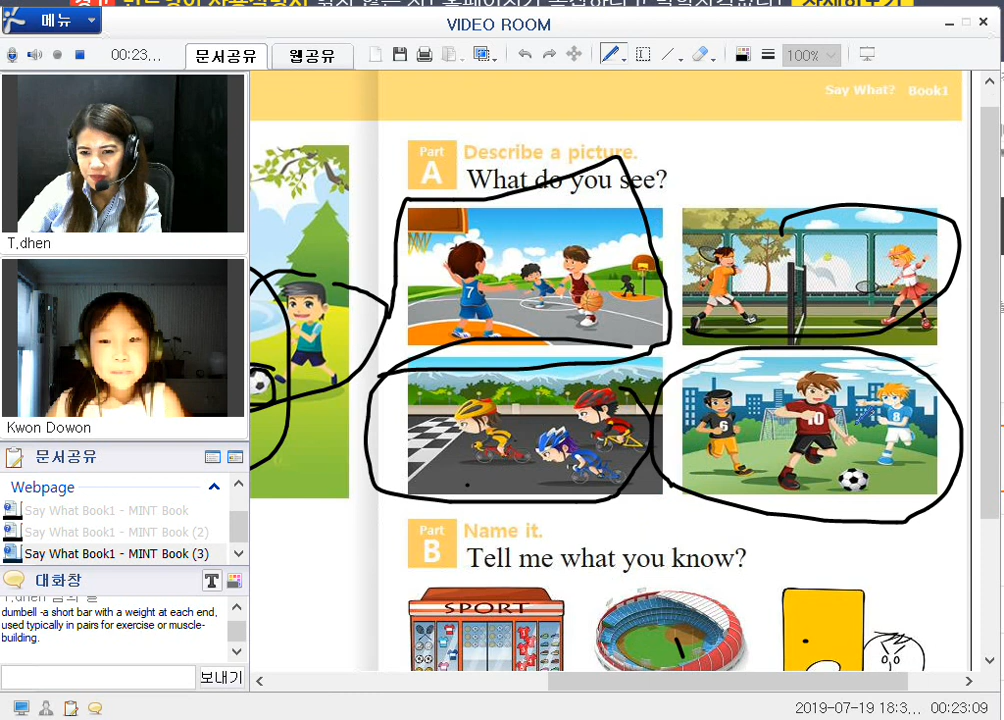 VIDEO ROOM
메뉴
00:23...
문서공유
웹공유
100%
T.dhen
Kwon Dowon
문서공유
Webpage
Say What Book1 - MINT Book
Say What Book1 - MINT Book (2)
Say What Book1 - MINT Book (3)
대화창
T
dumbell -a short bar with a weight at each end,
used typically in pairs for exercise or muscle-
building.
보내기
Say What? Book1
Part
A
Describe a picture.
What do you see?
7
6
10
8
Part
B
Name it.
Tell me what you know?
SPORT
2019-07-19 18:3...
00:23:09